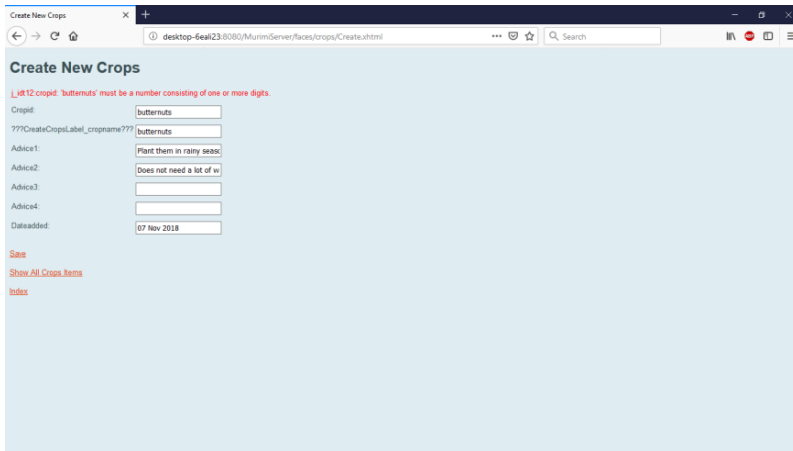 Create New Crops
desktop-6eali23:8080/MurimiServer/faces/crops/Create.xhtml
Search
Create New Crops
j_idt12:cropid: 'butternuts' must be a number consisting of one or more digits.
Cropid: butternuts
???CreateCropsLabel_cropname??? butternuts
Advice1: Plant them in rainy seasc
Advice2: Does not need a lot of w
Advice3:
Advice4:
Dateadded: 07 Nov 2018
Save
Show All Crops Items
Index